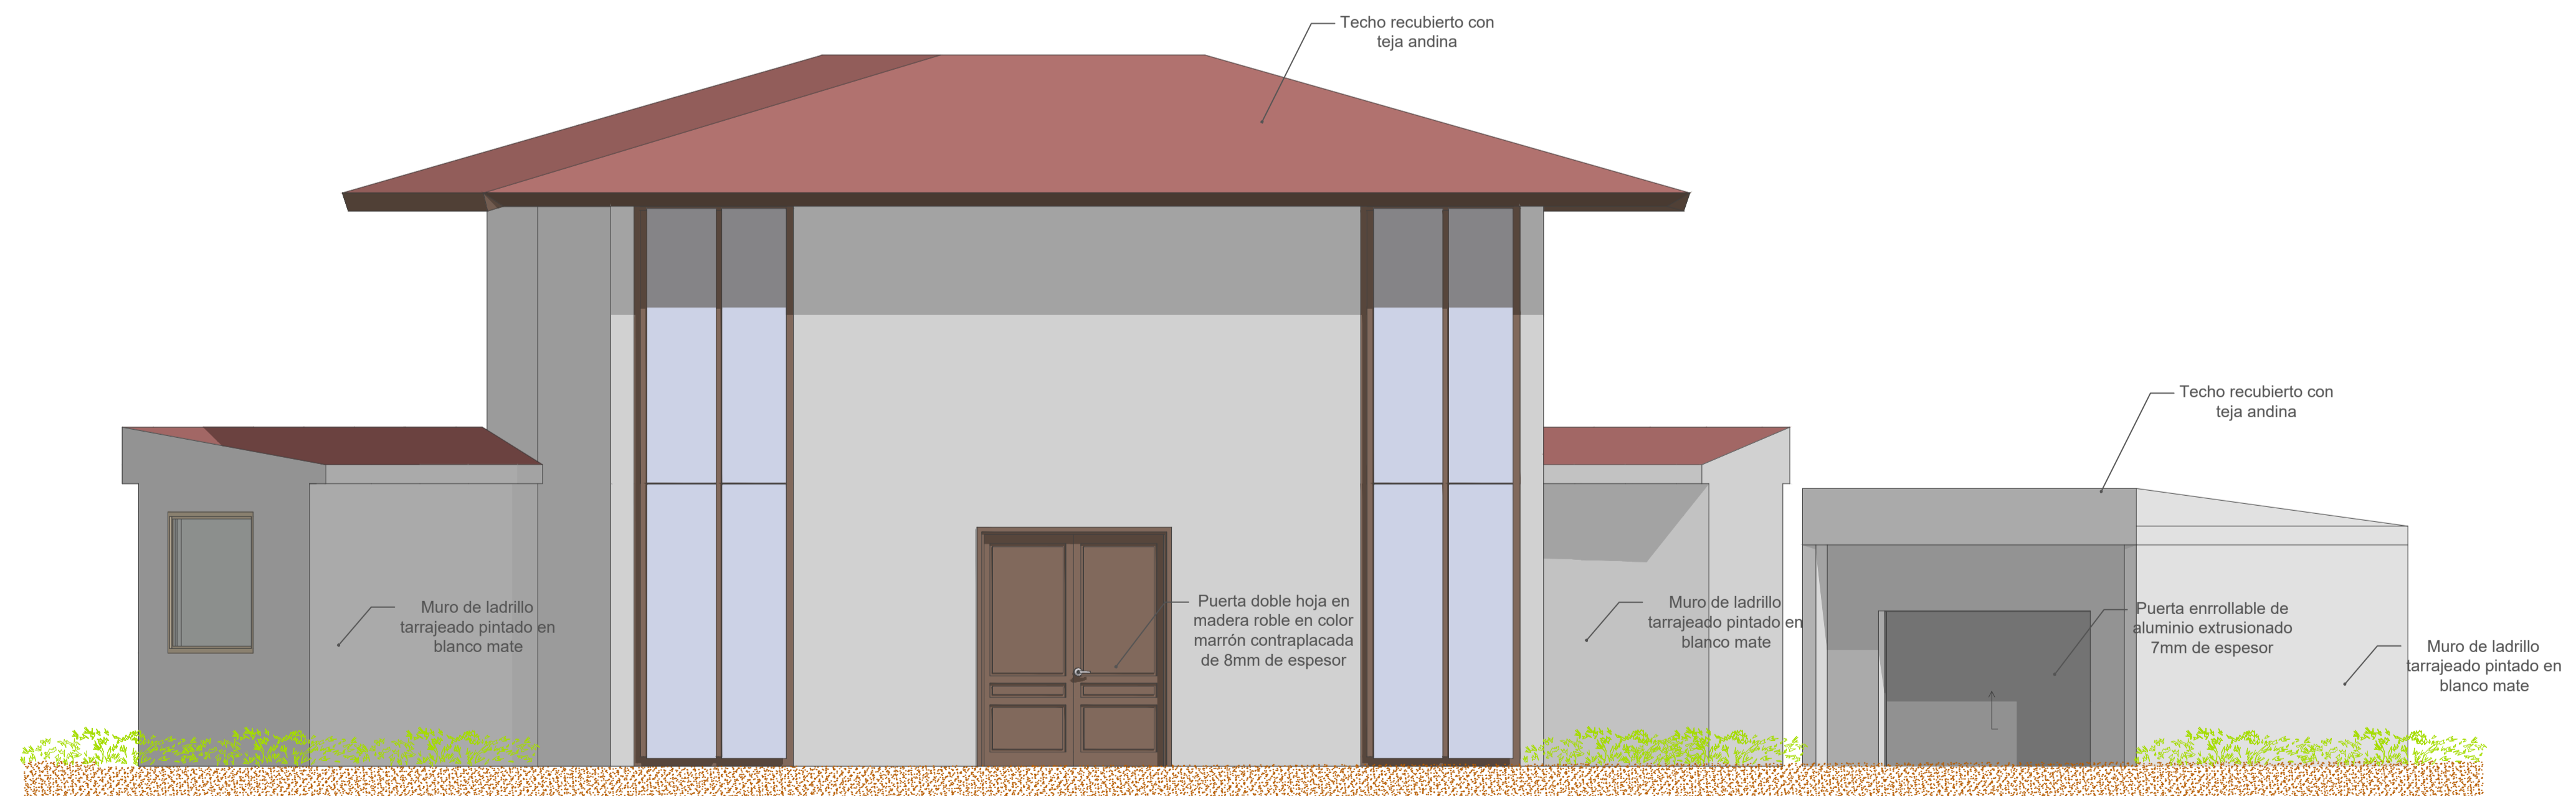 Techo recubierto con
teja andina
Techo recubierto con
teja andina
Muro de ladrillo
tarrajeado pintado en
blanco mate
Puerta doble hoja en
madera roble en color
marrón contraplacada
de 8mm de espesor
Muro de ladrillo
tarrajeado pintado en
blanco mate
Puerta enrrollable de
aluminio extrusionado
7mm de espesor
Muro de ladrillo
tarrajeado pintado en
blanco mate